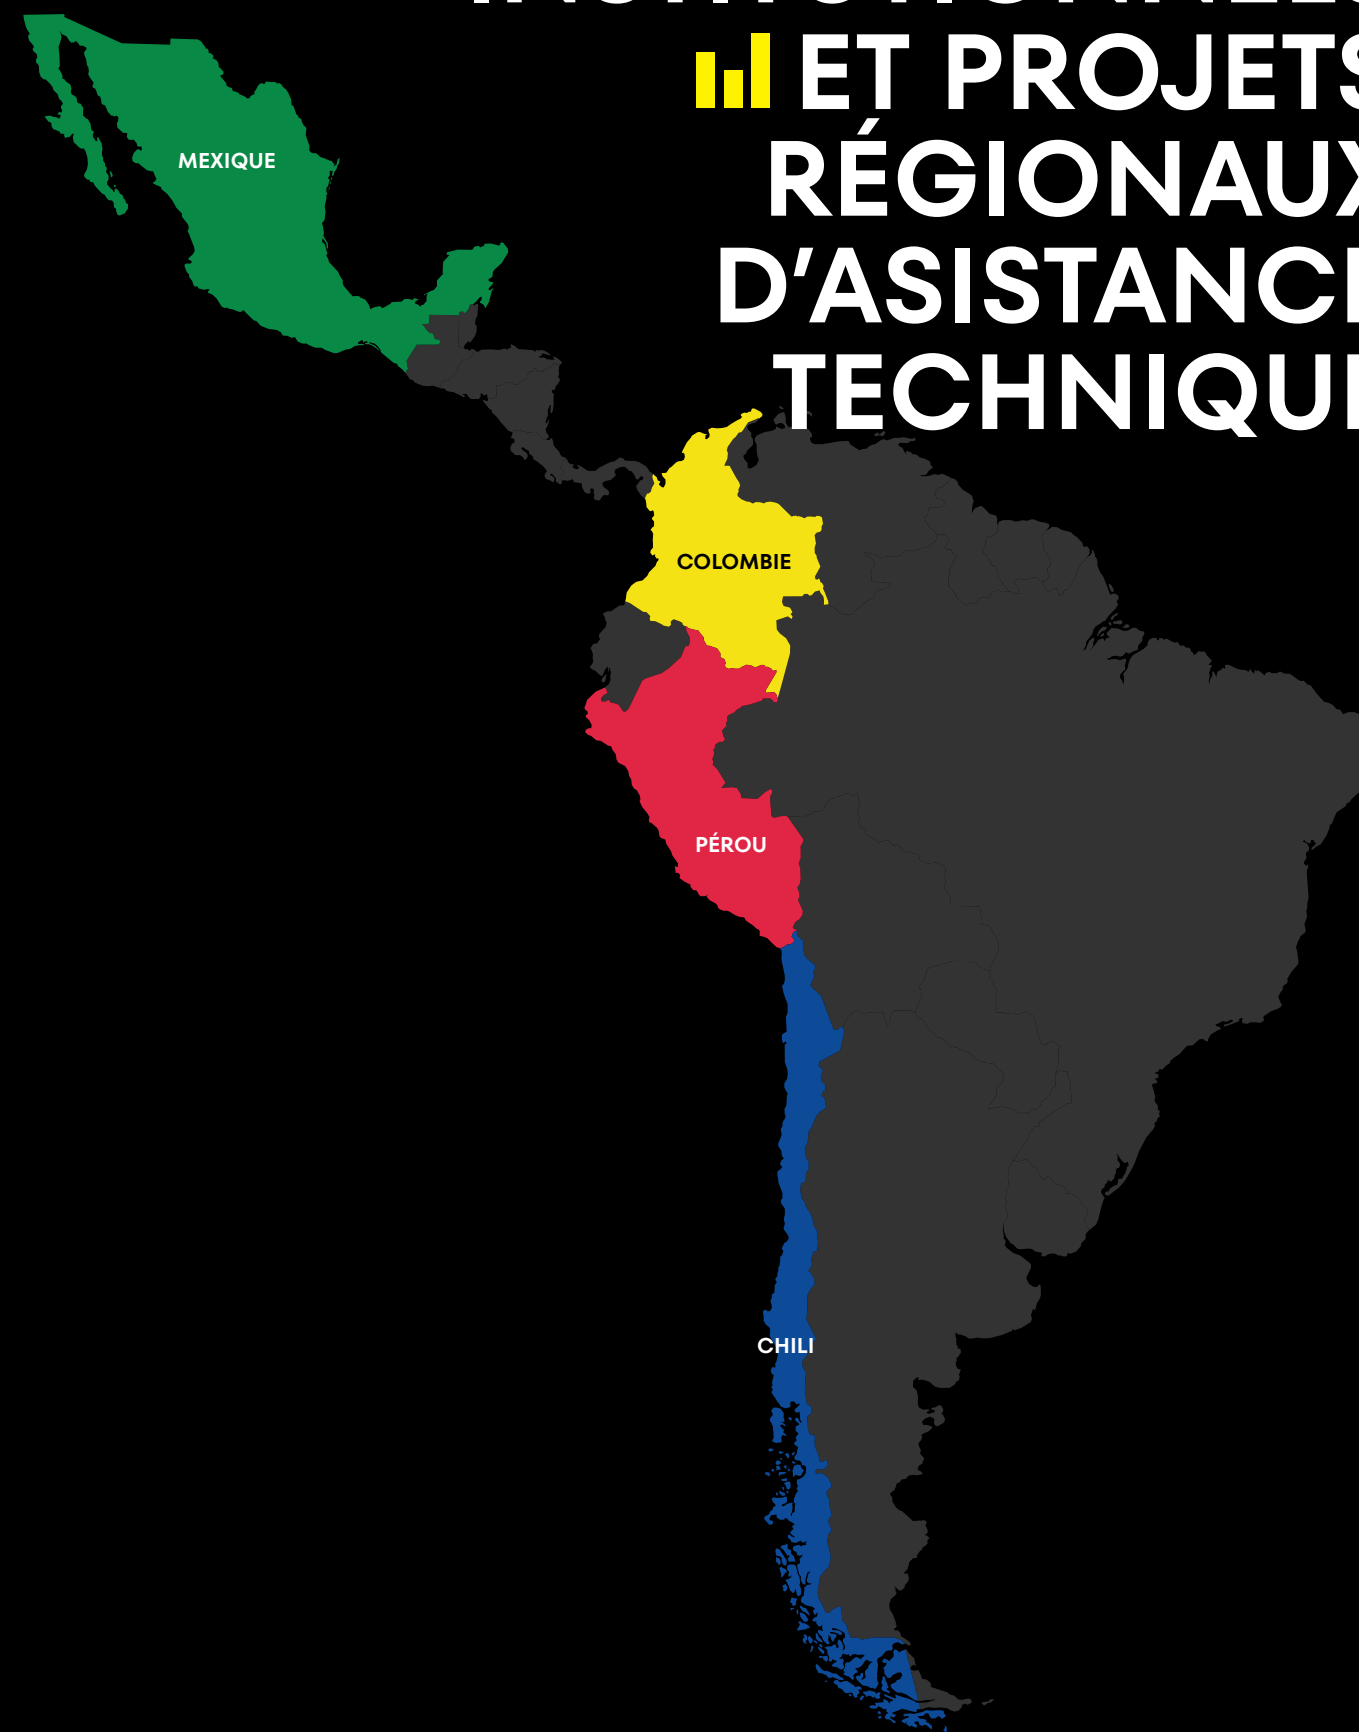 ET PROJETS
RÉGIONAUX
D'ASISTANC
TECHNIQU
MEXIQUE
COLOMBIE
PÉROU
CHILI